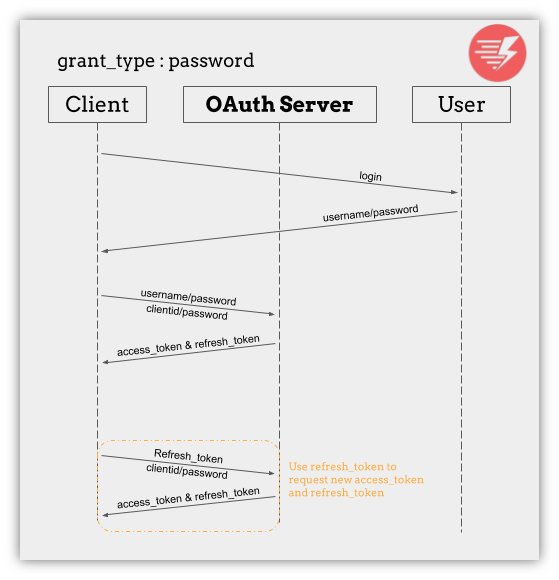 grant_type : password
Client
OAuth Server
User
login
username/password
username/password
clientid/password
access_token & refresh_token
Refresh_token
clientid/password
access_token & refresh_token
Use refresh_token to
request new access_token
and refresh_token